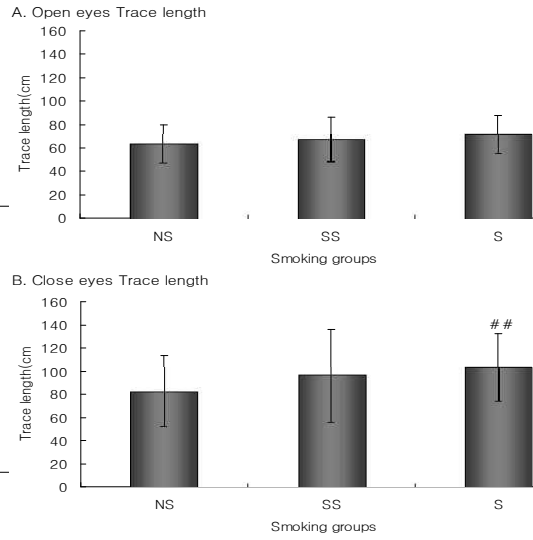 A. Open eyes Trace length
160
140
120
100
80
60
40
20
0
Trace length(cm
NS SS S
Smoking groups
B. Close eyes Trace length
160
140
120
100
80
60
40
20
0
Trace length(cm
##
NS SS S
Smoking groups